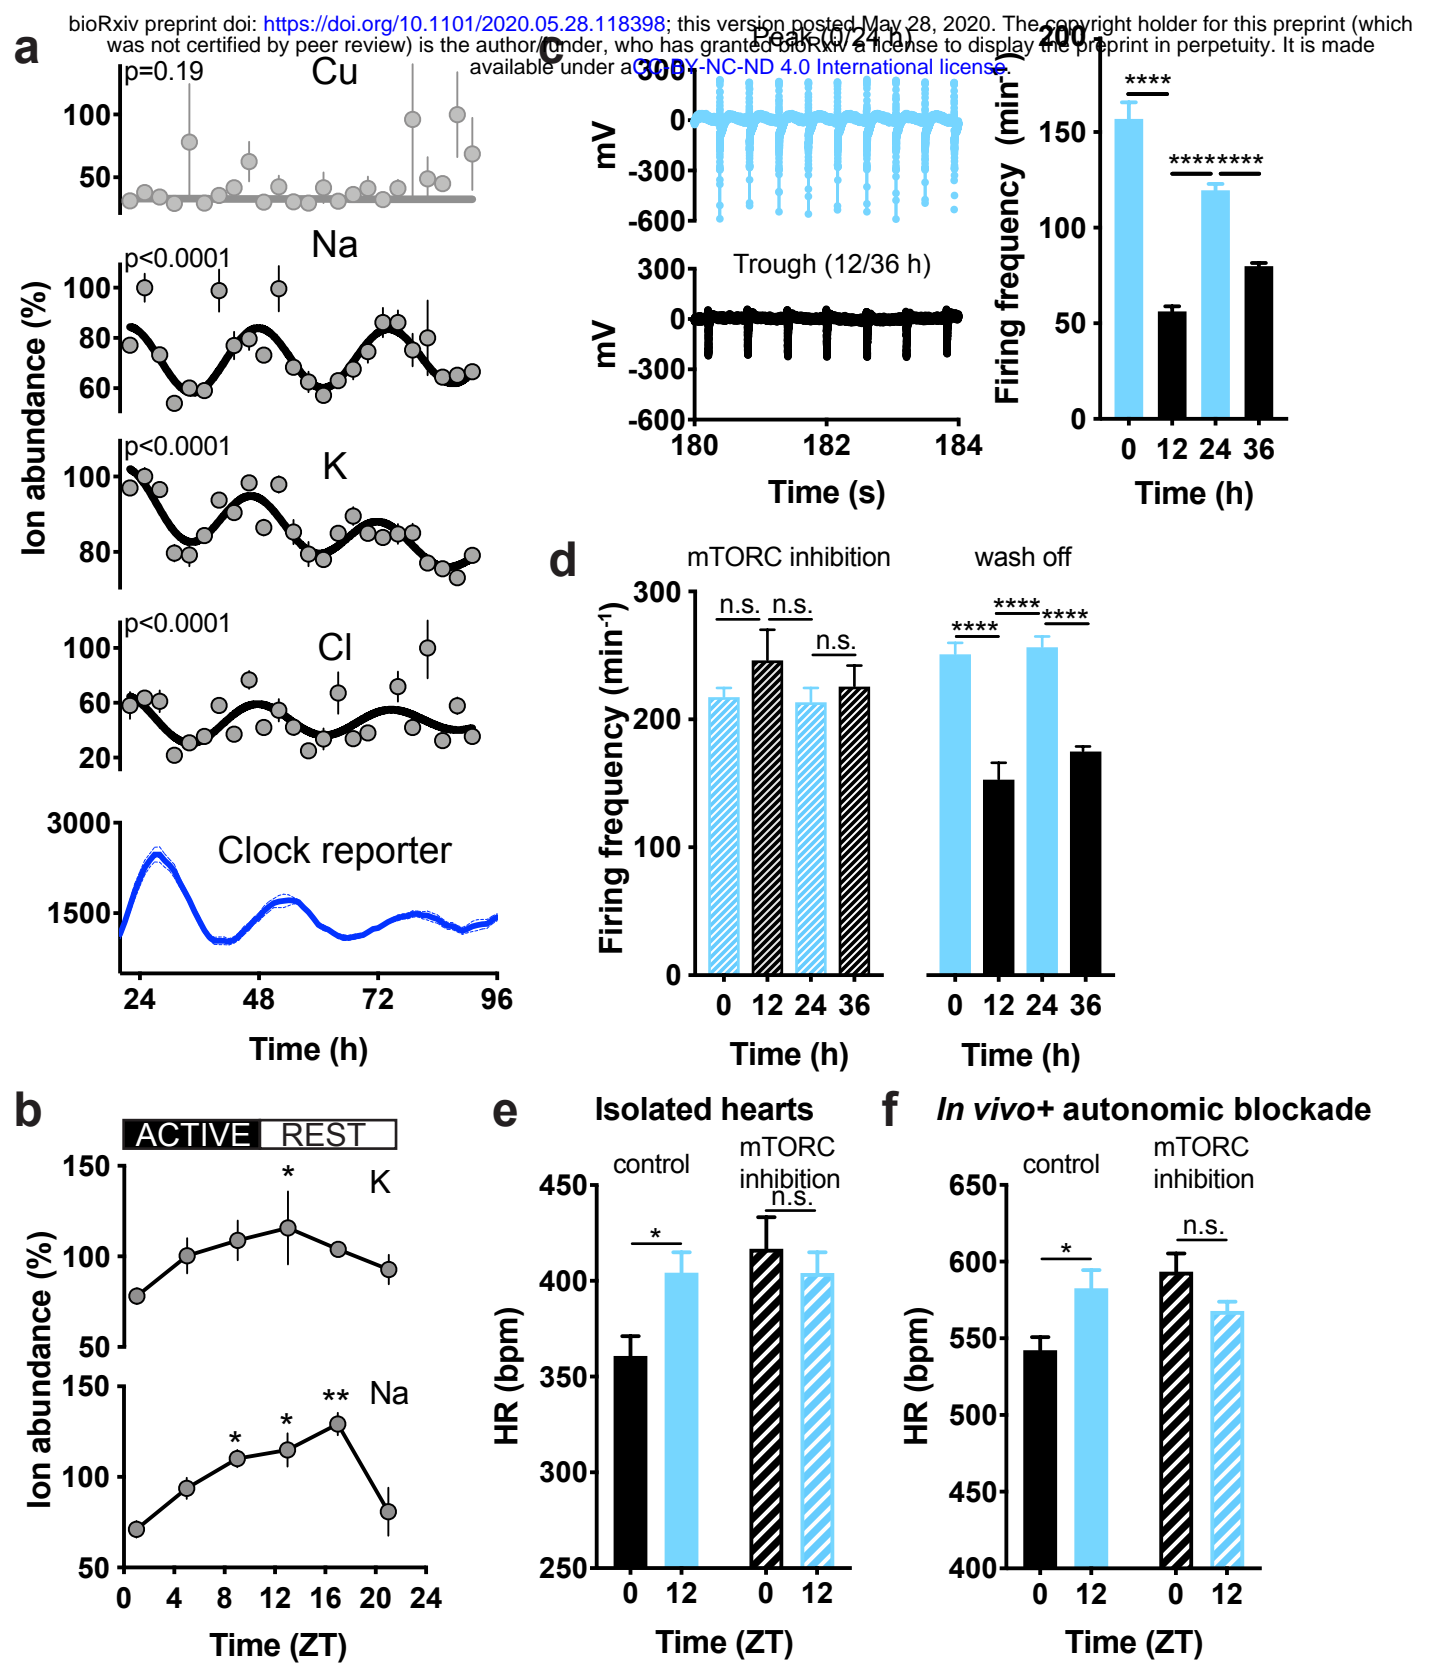 bioRxiv preprint doi: https://doi.org/10.1101/2020.05.28.118398; this version posted May 28, 2020. The copyright holder for this preprint (which
was not certified by peer review) is the author/funder, who has granted bioRxiv a license to display the preprint in perpetuity. It is made
available under aCC-BY-NC-ND 4.0 International license.
a
p=0.19
Cu
100
50
p<0.0001
Na
100
80
60
p<0.0001
K
100
80
p<0.0001
Cl
100
60
20
Ion abundance (%)
3000
1500
Clock reporter
24 48 72 96
Time (h)
b
ACTIVE REST
150
100
50
*
K
150
100
50
* * **
Na
Ion abundance (%)
0 4 8 12 16 20 24
Time (ZT)
c
Peak (0/24 h)
300
0
-300
-600
mV
Trough (12/36 h)
300
0
-300
-600
mV
180 182 184
Time (s)
200
150
100
50
0
Firing frequency (min-1)
**** **** ****
0 12 24 36
Time (h)
d
mTORC inhibition
wash off
300
200
100
0
Firing frequency (min-1)
n.s. n.s. n.s.
**** **** ****
0 12 24 36
0 12 24 36
Time (h)
Time (h)
e
Isolated hearts
control
mTORC
inhibition
450
400
350
300
250
HR (bpm)
*
n.s.
0 12 0 12
Time (ZT)
f
In vivo+ autonomic blockade
control
mTORC
inhibition
650
600
550
500
450
400
HR (bpm)
*
n.s.
0 12 0 12
Time (ZT)